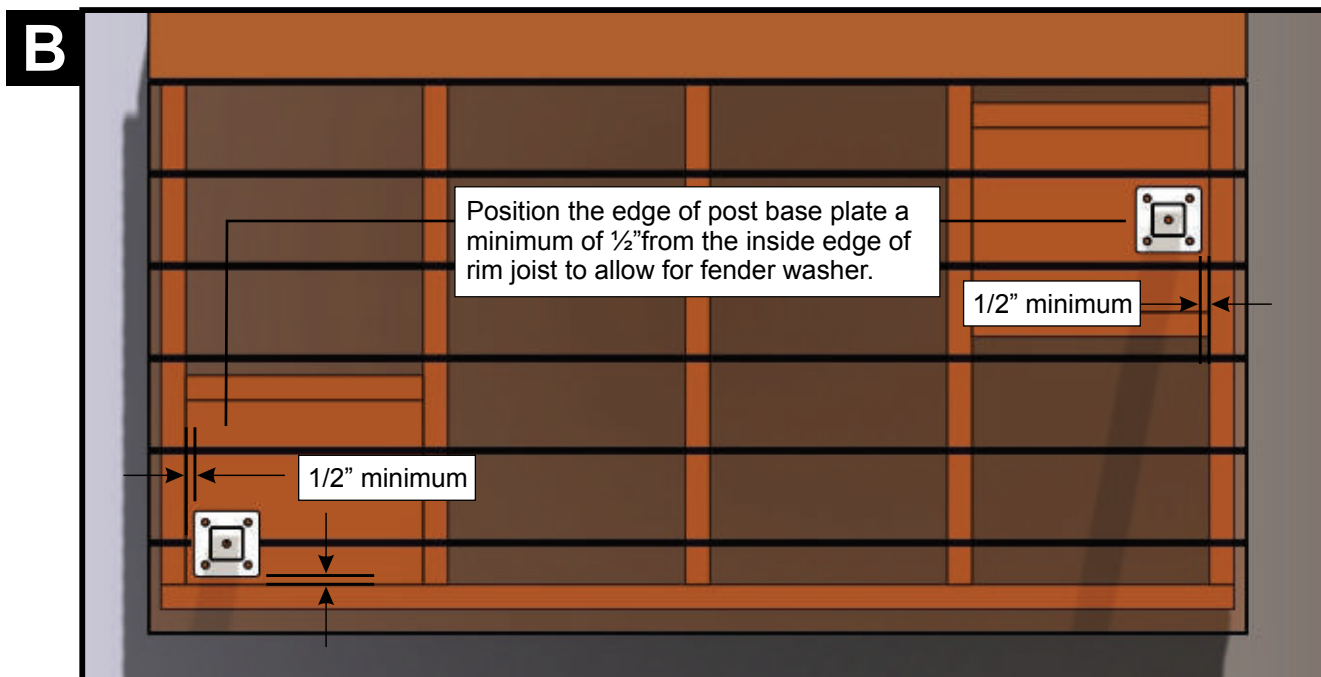 B
Position the edge of post base plate a
minimum of ½”from the inside edge of
rim joist to allow for fender washer.
1/2” minimum
1/2” minimum